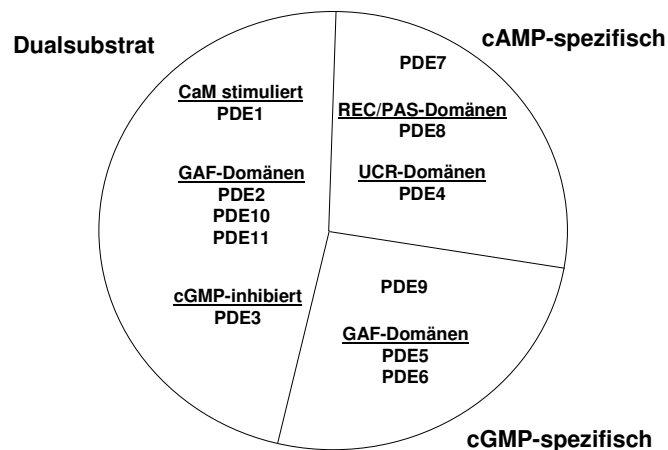 Dualsubstrat
CaM stimuliert
PDE1
GAF-Domänen
PDE2
PDE10
PDE11
cGMP-inhibiert
PDE3
cAMP-spezifisch
PDE7
REC/PAS-Domänen
PDE8
UCR-Domänen
PDE4
PDE9
GAF-Domänen
PDE5
PDE6
cGMP-spezifisch